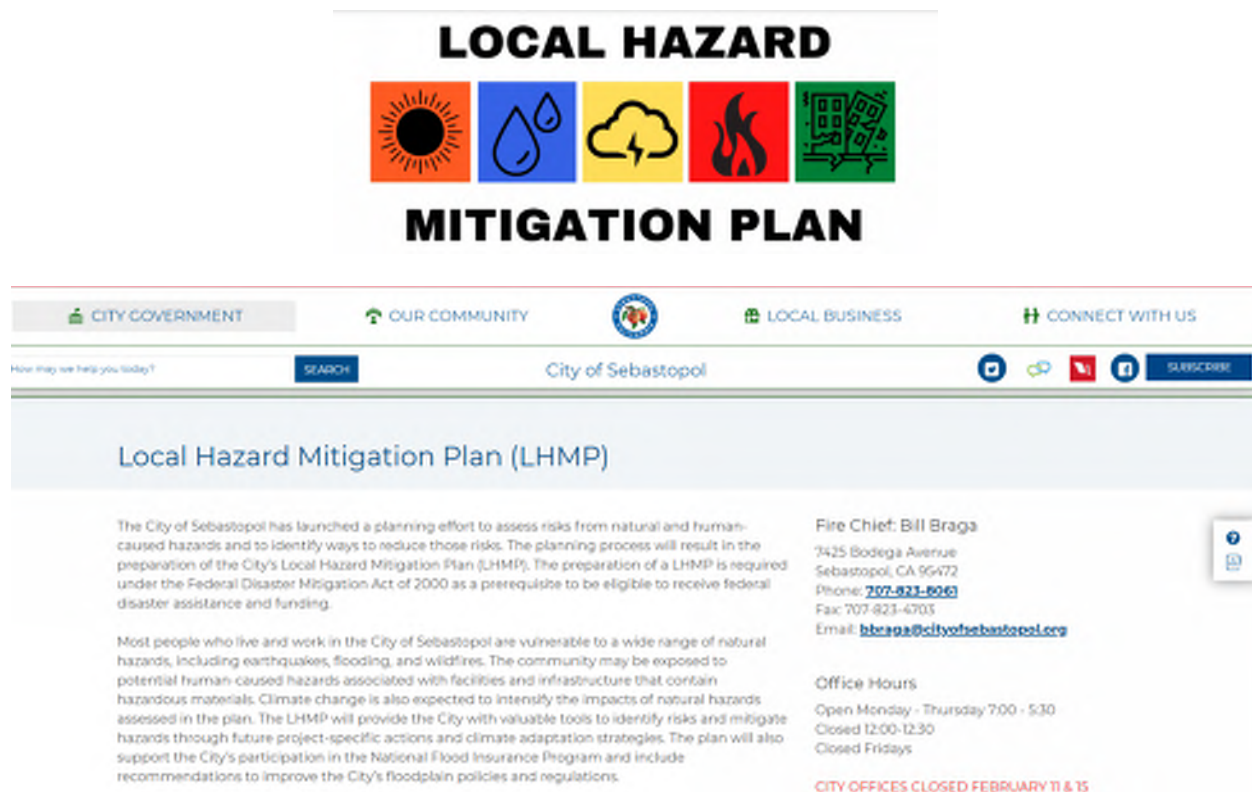 LOCAL HAZARD
MITIGATION PLAN
CITY GOVERNMENT
OUR COMMUNITY
LOCAL BUSINESS
CONNECT WITH US
How may we help you today?
SEARCH
City of Sebastopol
SUBSCRIBE
Local Hazard Mitigation Plan (LHMP)
The City of Sebastopol has launched a planning effort to assess risks from natural and human-
caused hazards and to identify ways to reduce those risks. The planning process will result in the
preparation of the City's Local Hazard Mitigation Plan (LHMP). The preparation of a LHMP is required
under the Federal Disaster Mitigation Act of 2000 as a prerequisite to be eligible to receive federal
disaster assistance and funding.
Most people who live and work in the City of Sebastopol are vulnerable to a wide range of natural
hazards, including earthquakes, flooding, and wildfires. The community may be exposed to
potential human-caused hazards associated with facilities and infrastructure that contain
hazardous materials. Climate change is also expected to intensify the impacts of natural hazards
assessed in the plan. The LHMP will provide the City with valuable tools to identify risks and mitigate
hazards through future project-specific actions and climate adaptation strategies. The plan will also
support the City's participation in the National Flood Insurance Program and include
recommendations to improve the City's floodplain policies and regulations.
Fire Chief: Bill Braga
7425 Bodega Avenue
Sebastopol, CA 95472
Phone: 707-823-8061
Fax: 707-823-4703
Email: bbraga@cityofsebastopol.org
Office Hours
Open Monday - Thursday 7:00 - 5:30
Closed 12:00-12:30
Closed Fridays
CITY OFFICES CLOSED FEBRUARY 11 & 15